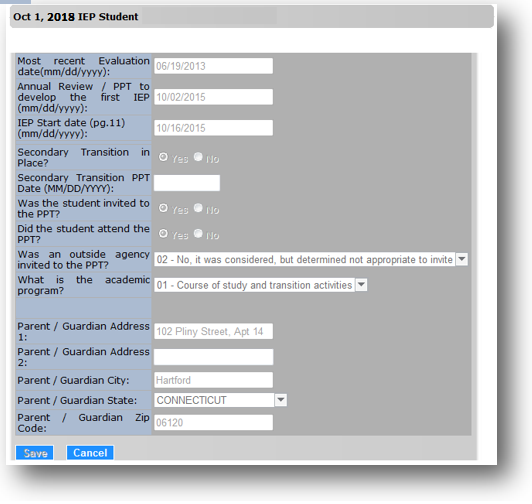 Oct 1, 2018 IEP Student
Most recent Evaluation
date(mm/dd/yyyy):
06/19/2013
Annual Review / PPT to
develop the first IEP
(mm/dd/yyyy):
10/02/2015
IEP Start date (pg.11)
(mm/dd/yyyy):
10/16/2015
Secondary Transition in
Place?
Yes No
Secondary Transition PPT
Date (MM/DD/YYYY):
Was the student invited to
the PPT?
Yes No
Did the student attend the
PPT?
Yes No
Was an outside agency
invited to the PPT?
02 - No, it was considered, but determined not appropriate to invite
What is the academic
program?
01 - Course of study and transition activities
Parent / Guardian Address
1:
102 Pliny Street, Apt 14
Parent / Guardian Address
2:
Parent / Guardian City:
Hartford
Parent / Guardian State:
CONNECTICUT
Parent / Guardian Zip
Code:
06120
Save Cancel